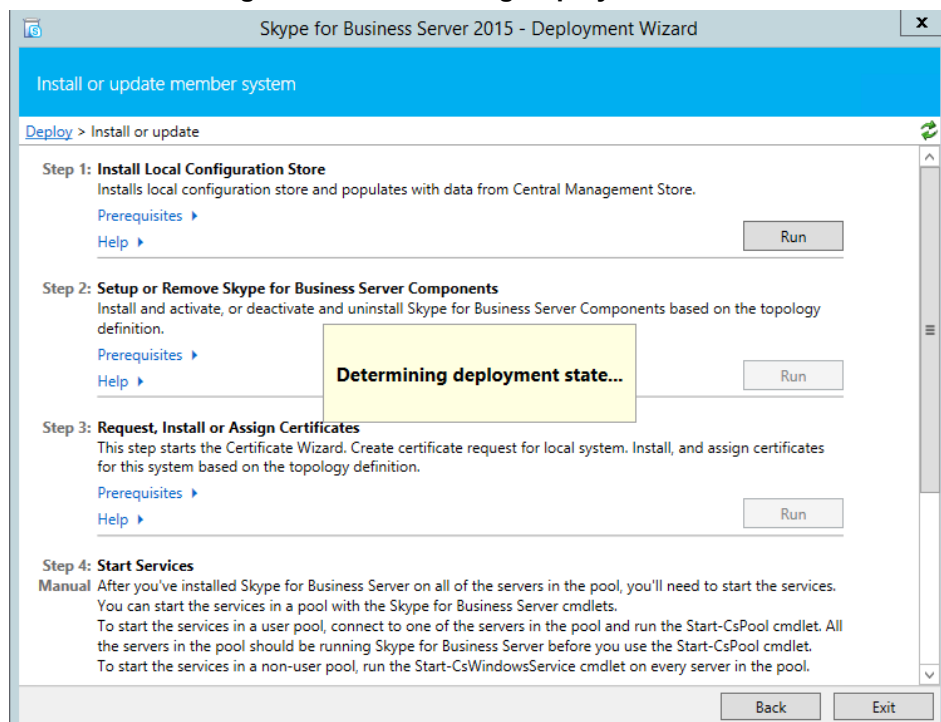 Skype for Business Server 2015 - Deployment Wizard
x
Install or update member system
Deploy > Install or update
Step 1: Install Local Configuration Store
Installs local configuration store and populates with data from Central Management Store.
Prerequisites
Help
Run
Step 2: Setup or Remove Skype for Business Server Components
Install and activate, or deactivate and uninstall Skype for Business Server Components based on the topology
definition.
Prerequisites
Determining deployment state...
Help
Run
Step 3: Request, Install or Assign Certificates
This step starts the Certificate Wizard. Create certificate request for local system. Install, and assign certificates
for this system based on the topology definition.
Prerequisites
Help
Run
Step 4: Start Services
Manual After you've installed Skype for Business Server on all of the servers in the pool, you'll need to start the services.
You can start the services in a pool with the Skype for Business Server cmdlets.
To start the services in a user pool, connect to one of the servers in the pool and run the Start-CsPool cmdlet. All
the servers in the pool should be running Skype for Business Server before you use the Start-CsPool cmdlet.
To start the services in a non-user pool, run the Start-CsWindowsService cmdlet on every server in the pool.
Back
Exit